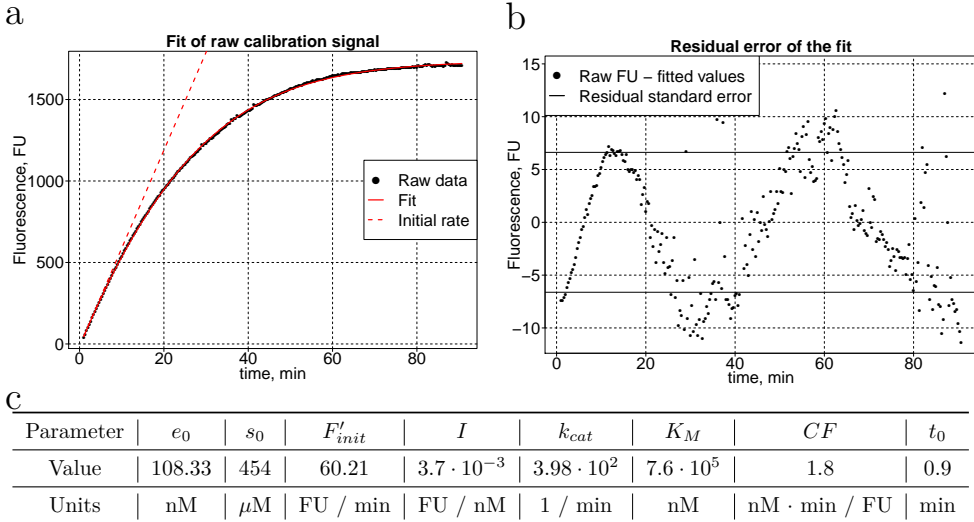 a
Fit of raw calibration signal
1500
1000
500
0
Fluorescence, FU
Raw data
Fit
Initial rate
0 20 40 60 80
time, min
b
Residual error of the fit
15
10
5
0
−5
−10
Fluorescence, FU
Raw FU − fitted values
Residual standard error
0 20 40 60 80
time, min
c
Parameter e₀ s₀ F′init I kcat KM CF t₀
Value 108.33 454 60.21 3.7 · 10⁻³ 3.98 · 10² 7.6 · 10⁵ 1.8 0.9
Units nM μM FU / min FU / nM 1 / min nM nM · min / FU min